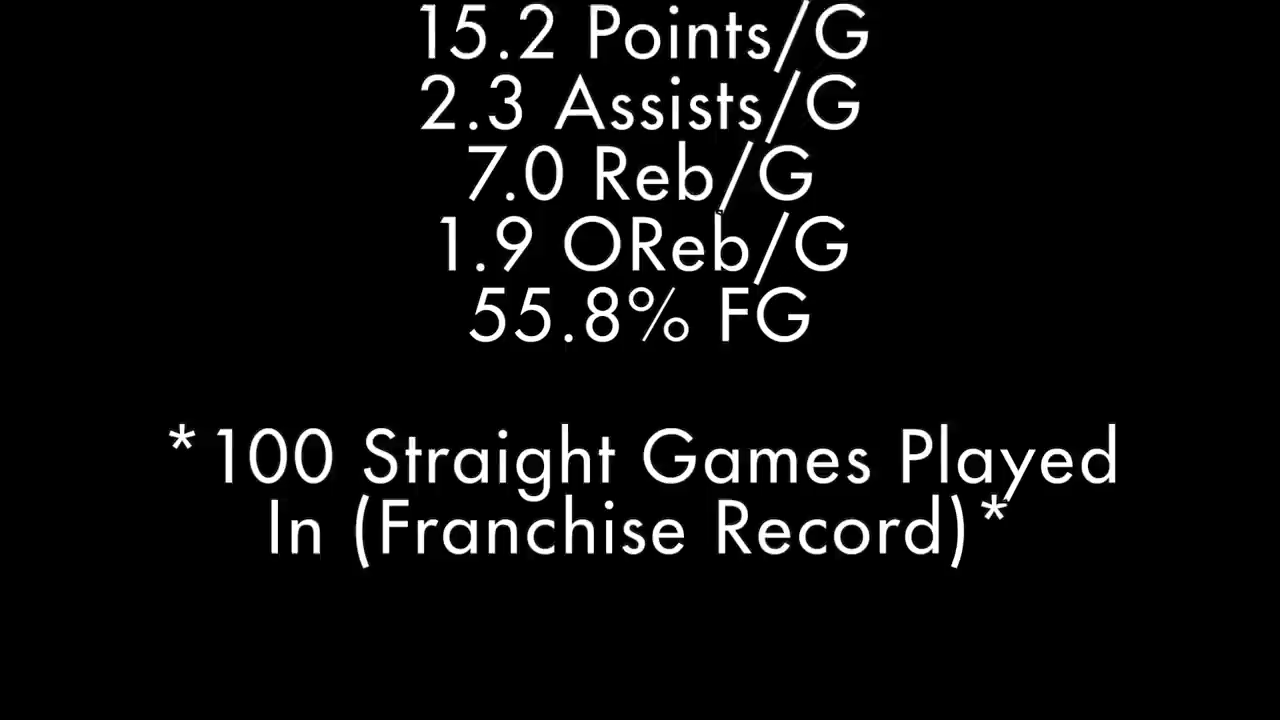 15.2 Points/G
2.3 Assists/G
7.0 Reb/G
1.9 OReb/G
55.8% FG
*100 Straight Games Played
In (Franchise Record)*